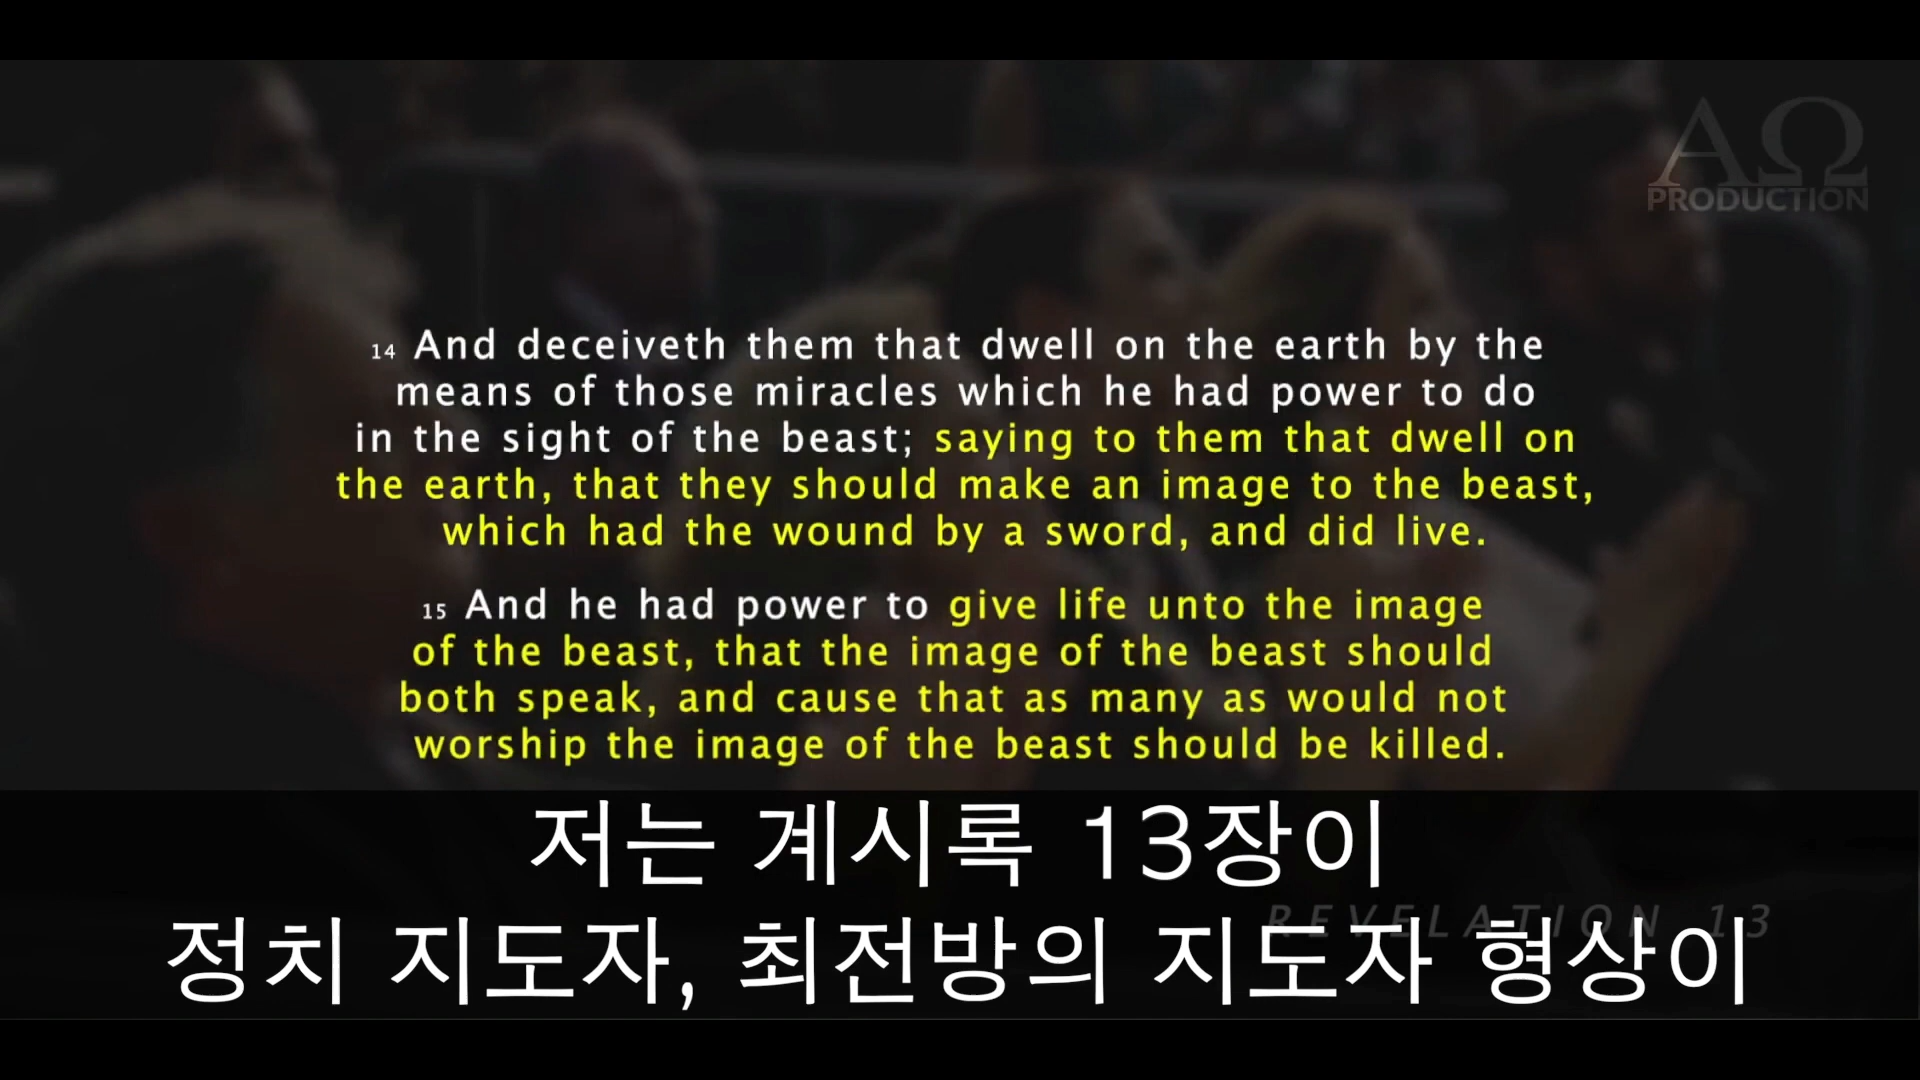 ΑΩ
PRODUCTION
14 And deceiveth them that dwell on the earth by the
means of those miracles which he had power to do
in the sight of the beast; saying to them that dwell on
the earth, that they should make an image to the beast,
which had the wound by a sword, and did live.
15 And he had power to give life unto the image
of the beast, that the image of the beast should
both speak, and cause that as many as would not
worship the image of the beast should be killed.
저는 계시록 13장이
REVELATION 13
정치 지도자, 최전방의 지도자 형상이